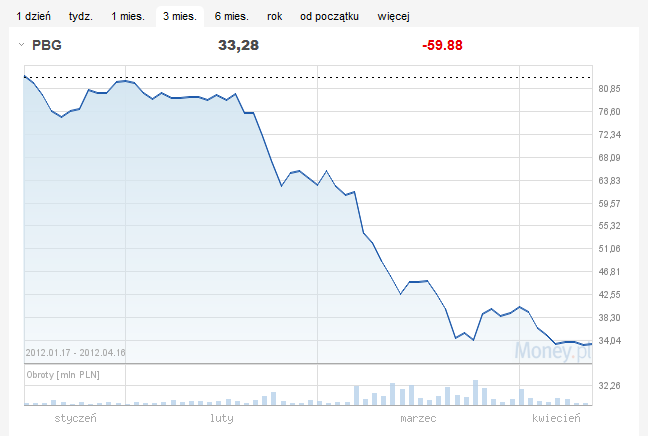 1 dzień tydz. 1 mies. 3 mies. 6 mies. rok od początku więcej
PBG 33,28 -59.88
80,85
76,60
72,34
68,09
63,83
59,57
55,32
51,06
46,81
42,55
38,30
34,04
2012.01.17 - 2012.04.16
Money.pl
Obroty [mln PLN]
32,26
styczeń luty marzec kwiecień